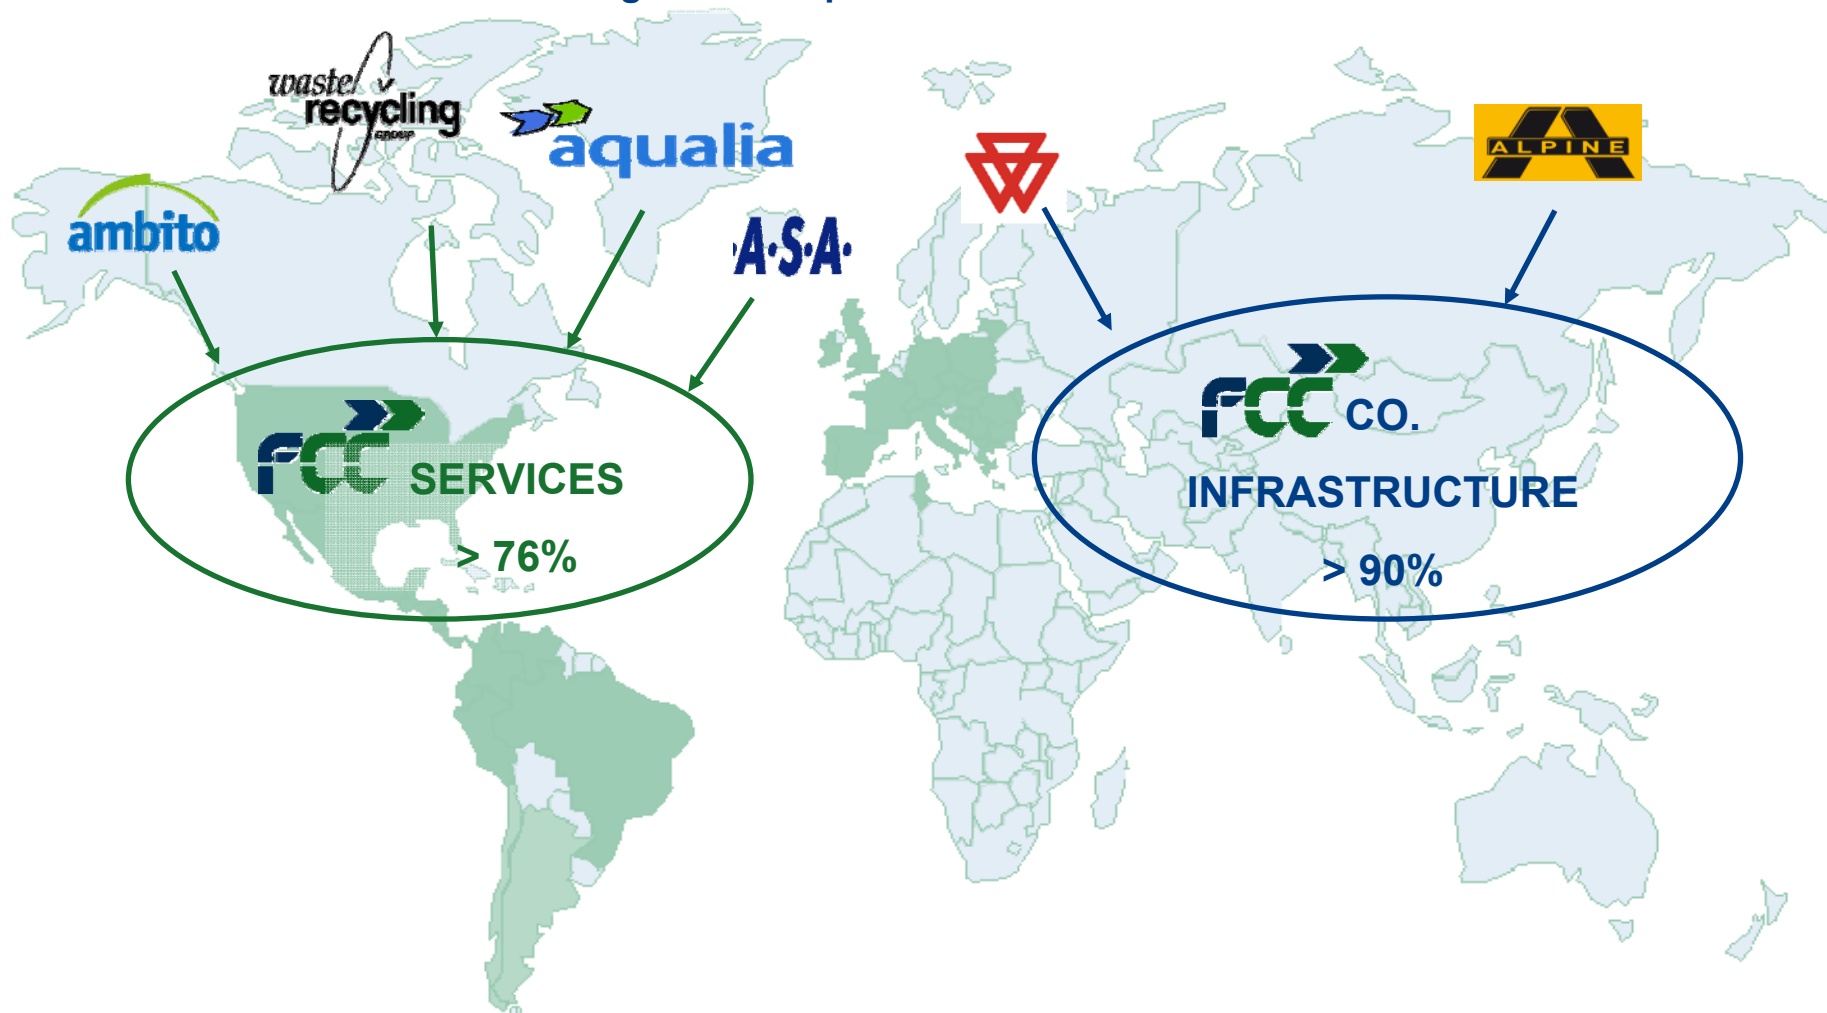 waste
recycling
GROUP
aqualia
ALPINE
ambito
·A·S·A·
FCC CO.
FCC SERVICES
INFRASTRUCTURE
> 76%
> 90%